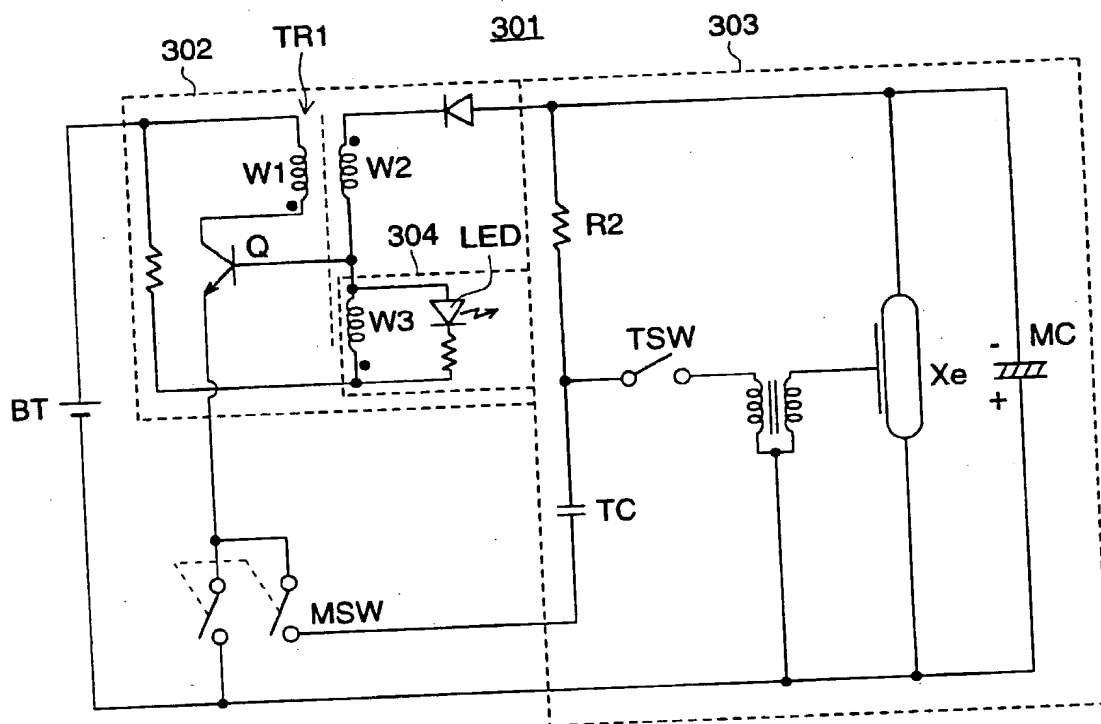 301
302
TR1
303
W1
W2
Q
304
LED
R2
W3
TSW
-
MC
Xe
+
BT
TC
MSW